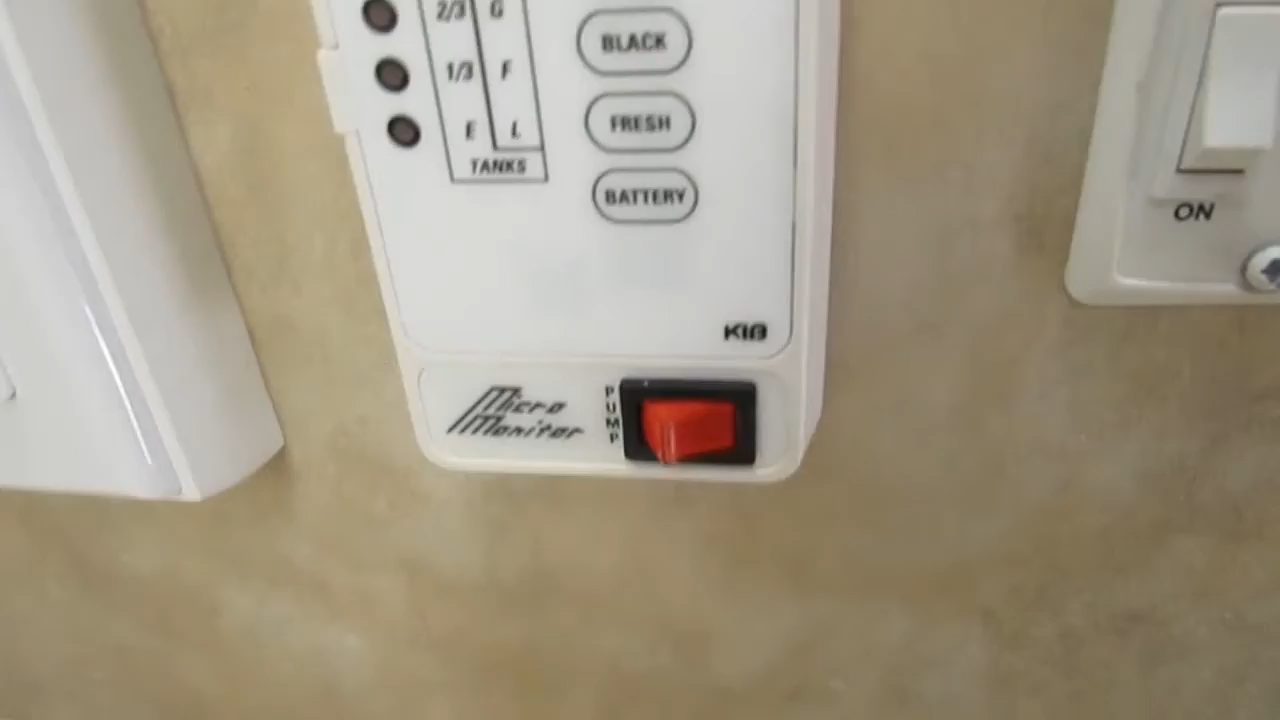 2/3 G
BLACK
1/3 F
FRESH
E L
TANKS
BATTERY
ON
KIB
Micro
Monitor
PUMP